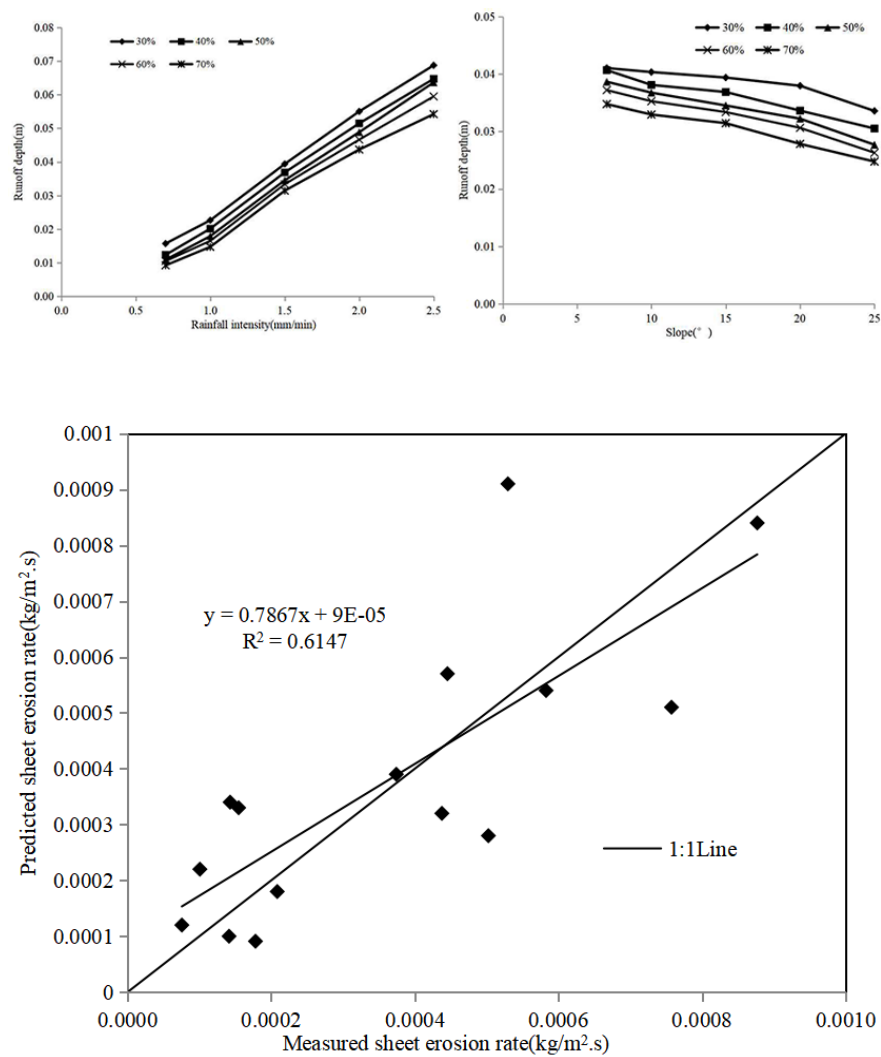 0.08
0.07
0.06
0.05
0.04
0.03
0.02
0.01
0.00
Runoff depth(m)
30% 40% 50%
60% 70%
0.0 0.5 1.0 1.5 2.0 2.5
Rainfall intensity(mm/min)
0.05
0.04
0.03
0.02
0.01
0.00
Runoff depth(m)
30% 40% 50%
60% 70%
0 5 10 15 20 25
Slope(° )
0.001
0.0009
0.0008
0.0007
0.0006
0.0005
0.0004
0.0003
0.0002
0.0001
0
Predicted sheet erosion rate(kg/m².s)
y = 0.7867x + 9E-05
R² = 0.6147
1:1Line
0.0000 0.0002 0.0004 0.0006 0.0008 0.0010
Measured sheet erosion rate(kg/m².s)